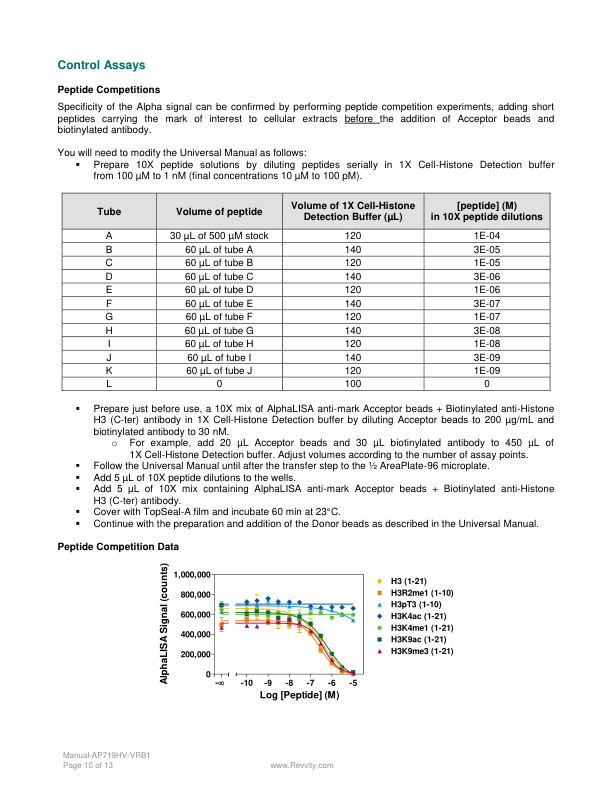 Control Assays
Peptide Competitions
Specificity of the Alpha signal can be confirmed by performing peptide competition experiments, adding short
peptides carrying the mark of interest to cellular extracts before the addition of Acceptor beads and
biotinylated antibody.
You will need to modify the Universal Manual as follows:
▪ Prepare 10X peptide solutions by diluting peptides serially in 1X Cell-Histone Detection buffer
from 100 µM to 1 nM (final concentrations 10 µM to 100 pM).
Tube Volume of peptide Volume of 1X Cell-Histone Detection Buffer (µL) [peptide] (M) in 10X peptide dilutions
A 30 µL of 500 µM stock 120 1E-04
B 60 µL of tube A 140 3E-05
C 60 µL of tube B 120 1E-05
D 60 µL of tube C 140 3E-06
E 60 µL of tube D 120 1E-06
F 60 µL of tube E 140 3E-07
G 60 µL of tube F 120 1E-07
H 60 µL of tube G 140 3E-08
I 60 µL of tube H 120 1E-08
J 60 µL of tube I 140 3E-09
K 60 µL of tube J 120 1E-09
L 0 100 0
▪ Prepare just before use, a 10X mix of AlphaLISA anti-mark Acceptor beads + Biotinylated anti-Histone
H3 (C-ter) antibody in 1X Cell-Histone Detection buffer by diluting Acceptor beads to 200 µg/mL and
biotinylated antibody to 30 nM.
o For example, add 20 µL Acceptor beads and 30 µL biotinylated antibody to 450 µL of
1X Cell-Histone Detection buffer. Adjust volumes according to the number of assay points.
▪ Follow the Universal Manual until after the transfer step to the ½ AreaPlate-96 microplate.
▪ Add 5 µL of 10X peptide dilutions to the wells.
▪ Add 5 µL of 10X mix containing AlphaLISA anti-mark Acceptor beads + Biotinylated anti-Histone
H3 (C-ter) antibody.
▪ Cover with TopSeal-A film and incubate 60 min at 23°C.
▪ Continue with the preparation and addition of the Donor beads as described in the Universal Manual.
Peptide Competition Data
AlphaLISA Signal (counts)
1,000,000
800,000
600,000
400,000
200,000
0
-∞ -10 -9 -8 -7 -6 -5
Log [Peptide] (M)
H3 (1-21)
H3R2me1 (1-10)
H3pT3 (1-10)
H3K4ac (1-21)
H3K4me1 (1-21)
H3K9ac (1-21)
H3K9me3 (1-21)
Manual-AP719HV-VRB1
Page 10 of 13 www.Revvity.com